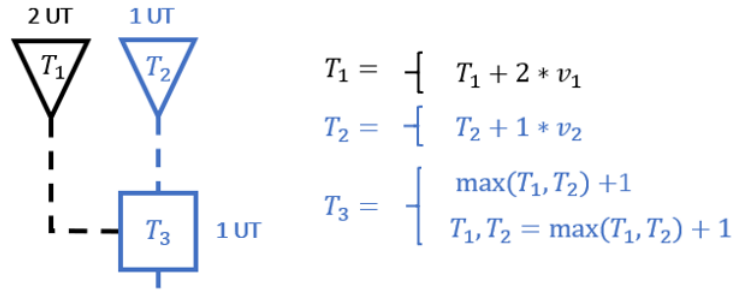 2 UT 1 UT
T₁ T₂
T₃ 1 UT
T₁ = { T₁ + 2 * v₁
T₂ = { T₂ + 1 * v₂
T₃ = { max(T₁, T₂) +1
T₁, T₂ = max(T₁, T₂) + 1